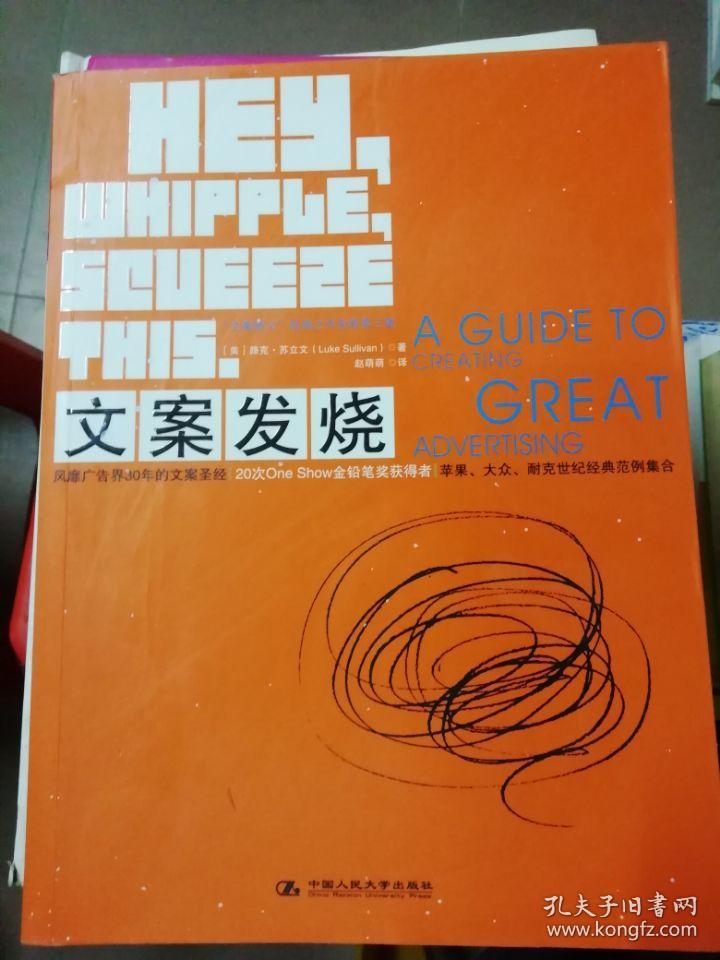 HEY,
WHIPPLE,
SQUEEZE
THIS.
A GUIDE TO
CREATING
GREAT
ADVERTISING
[美] 路克·苏立文(Luke Sullivan) ◎著
赵萌萌 ◎译
文案发烧
风靡广告界30年的文案圣经 | 20次One Show金铅笔奖获得者 | 苹果、大众、耐克世纪经典范例集合
中国人民大学出版社
China Renmin University Press
孔夫子旧书网
www.kongfz.com